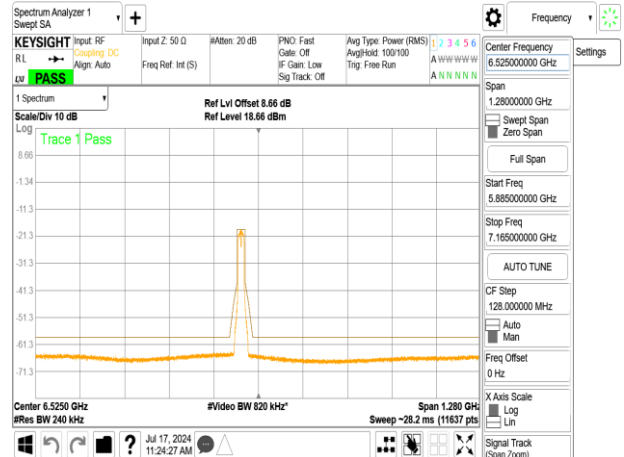 Spectrum Analyzer 1
Swept SA
Frequency
KEYSIGHT
Input: RF
Input Z: 50 Ω
#Atten: 20 dB
PNO: Fast
Avg Type: Power (RMS)
1 2 3 4 5 6
RL
Coupling: DC
Gate: Off
Avg|Hold: 100/100
A W W W W W
Align: Auto
Freq Ref: Int (S)
IF Gain: Low
Trig: Free Run
LXI
PASS
Sig Track: Off
A N N N N N
1 Spectrum
Ref Lvl Offset 8.66 dB
Scale/Div 10 dB
Ref Level 18.66 dBm
Log
Trace 1 Pass
8.66
-1.34
-11.3
-21.3
-31.3
-41.3
-51.3
-61.3
-71.3
Center 6.5250 GHz
#Video BW 820 kHz*
Span 1.280 GHz
#Res BW 240 kHz
Sweep ~28.2 ms (11637 pts)
?
Jul 17, 2024
11:24:27 AM
Center Frequency
6.525000000 GHz
Settings
Span
1.28000000 GHz
Swept Span
Zero Span
Full Span
Start Freq
5.885000000 GHz
Stop Freq
7.165000000 GHz
AUTO TUNE
CF Step
128.000000 MHz
Auto
Man
Freq Offset
0 Hz
X Axis Scale
Log
Lin
Signal Track
(Span Zoom)